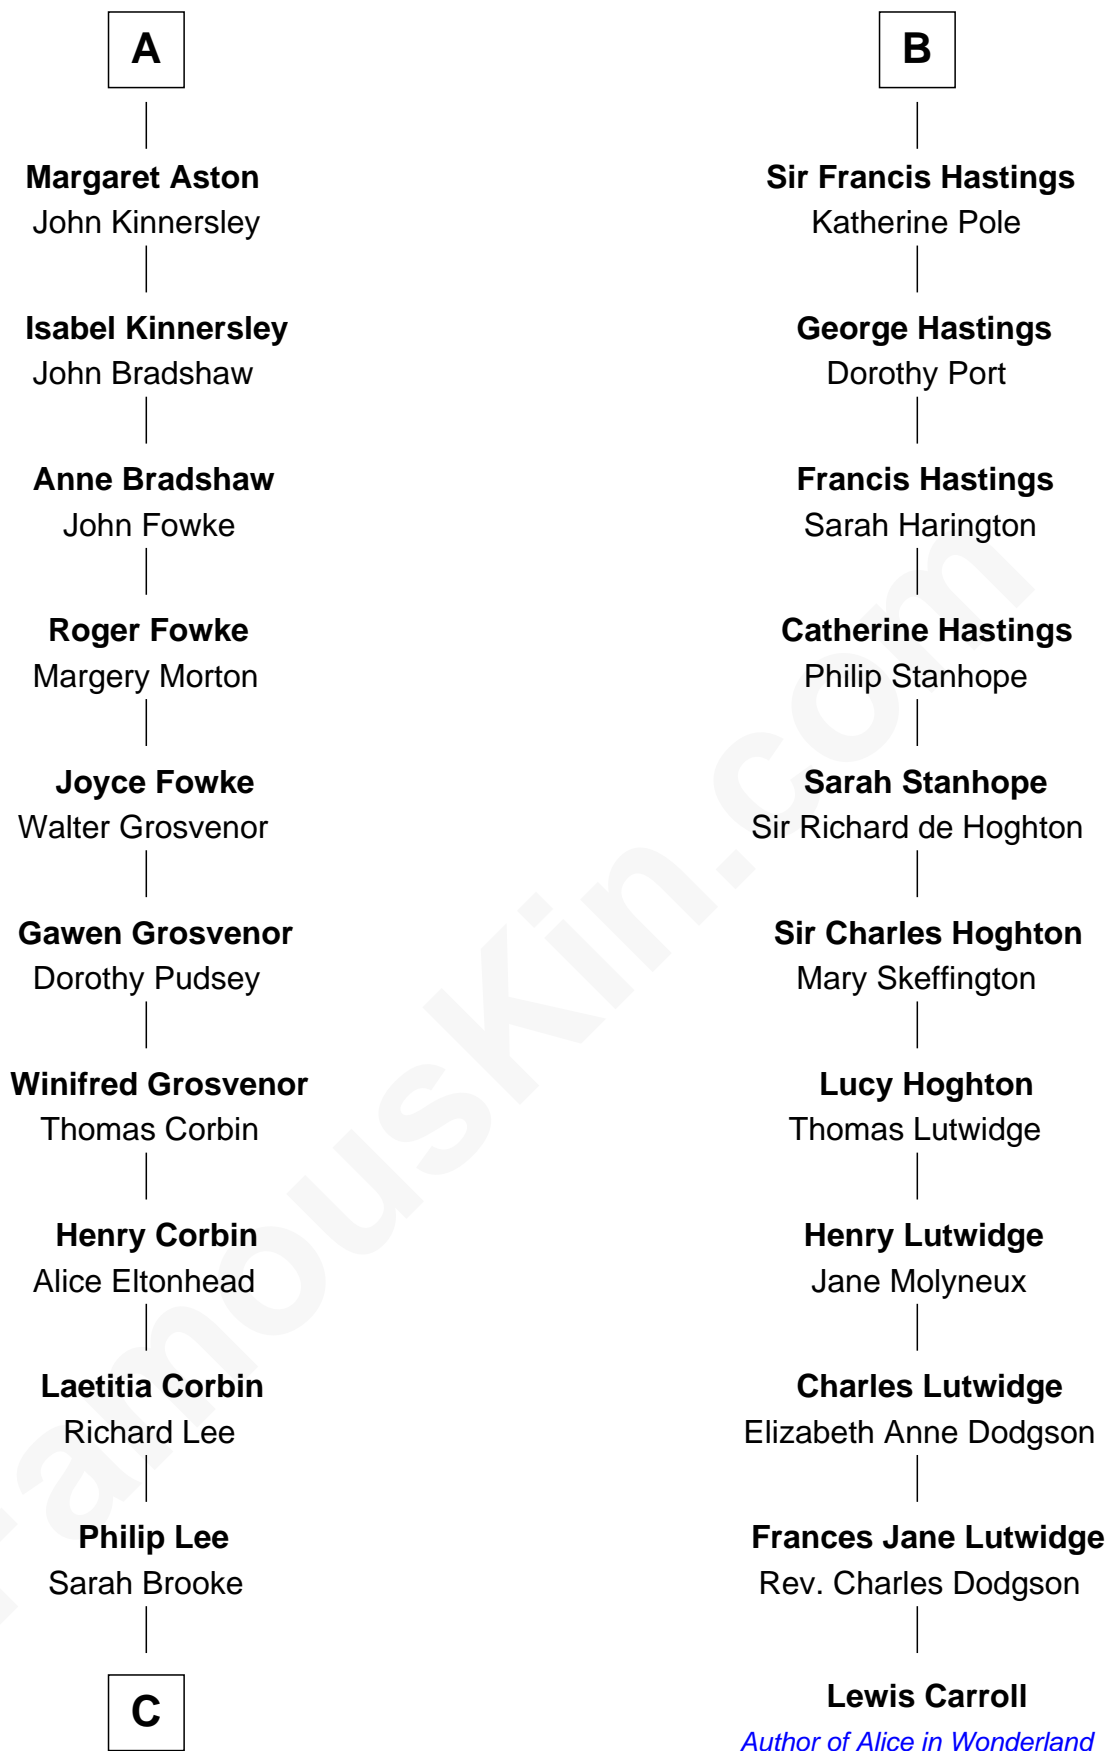 A
Margaret Aston
John Kinnersley
Isabel Kinnersley
John Bradshaw
Anne Bradshaw
John Fowke
Roger Fowke
Margery Morton
Joyce Fowke
Walter Grosvenor
Gawen Grosvenor
Dorothy Pudsey
Winifred Grosvenor
Thomas Corbin
Henry Corbin
Alice Eltonhead
Laetitia Corbin
Richard Lee
Philip Lee
Sarah Brooke
C
B
Sir Francis Hastings
Katherine Pole
George Hastings
Dorothy Port
Francis Hastings
Sarah Harington
Catherine Hastings
Philip Stanhope
Sarah Stanhope
Sir Richard de Hoghton
Sir Charles Hoghton
Mary Skeffington
Lucy Hoghton
Thomas Lutwidge
Henry Lutwidge
Jane Molyneux
Charles Lutwidge
Elizabeth Anne Dodgson
Frances Jane Lutwidge
Rev. Charles Dodgson
Lewis Carroll
Author of Alice in Wonderland
FamousKin.com